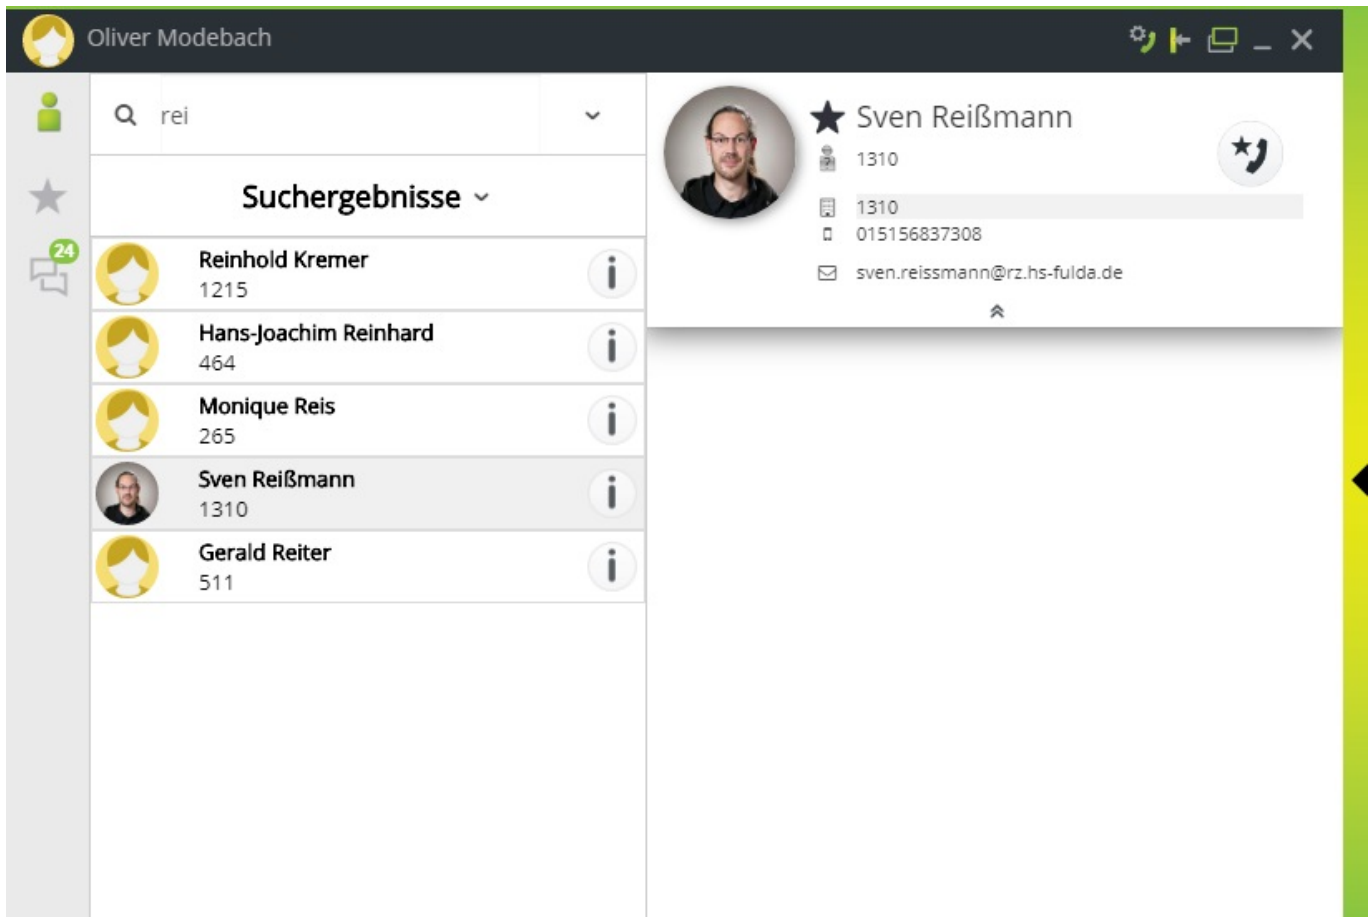 Oliver Modebach
rei
Suchergebnisse
24
Reinhold Kremer
1215
Hans-Joachim Reinhard
464
Monique Reis
265
Sven Reißmann
1310
Gerald Reiter
511
Sven Reißmann
1310
1310
015156837308
sven.reissmann@rz.hs-fulda.de